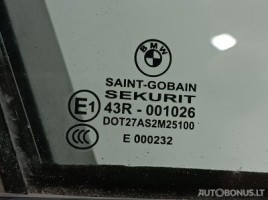 BMW
SAINT-GOBAIN
SEKURIT
E1 43R - 001026
DOT27AS2M25100
CCC E 000232
AUTOBONUS.LT